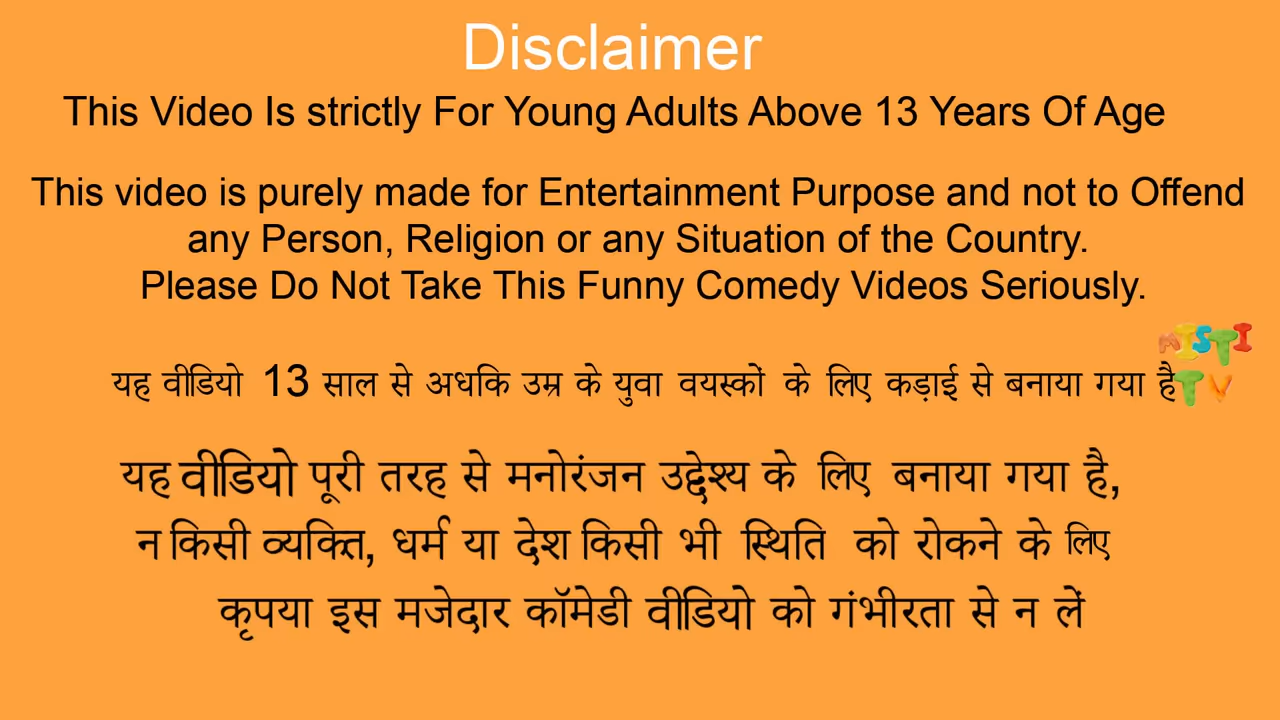 Disclaimer
This Video Is strictly For Young Adults Above 13 Years Of Age
This video is purely made for Entertainment Purpose and not to Offend
any Person, Religion or any Situation of the Country.
Please Do Not Take This Funny Comedy Videos Seriously.
MISTI
TV
यह वीडियो 13 साल से अधकि उम्र के युवा वयस्कों के लिए कड़ाई से बनाया गया है
यह वीडियो पूरी तरह से मनोरंजन उद्देश्य के लिए बनाया गया है,
न किसी व्यक्ति, धर्म या देश किसी भी स्थिति को रोकने के लिए
कृपया इस मजेदार कॉमेडी वीडियो को गंभीरता से न लें